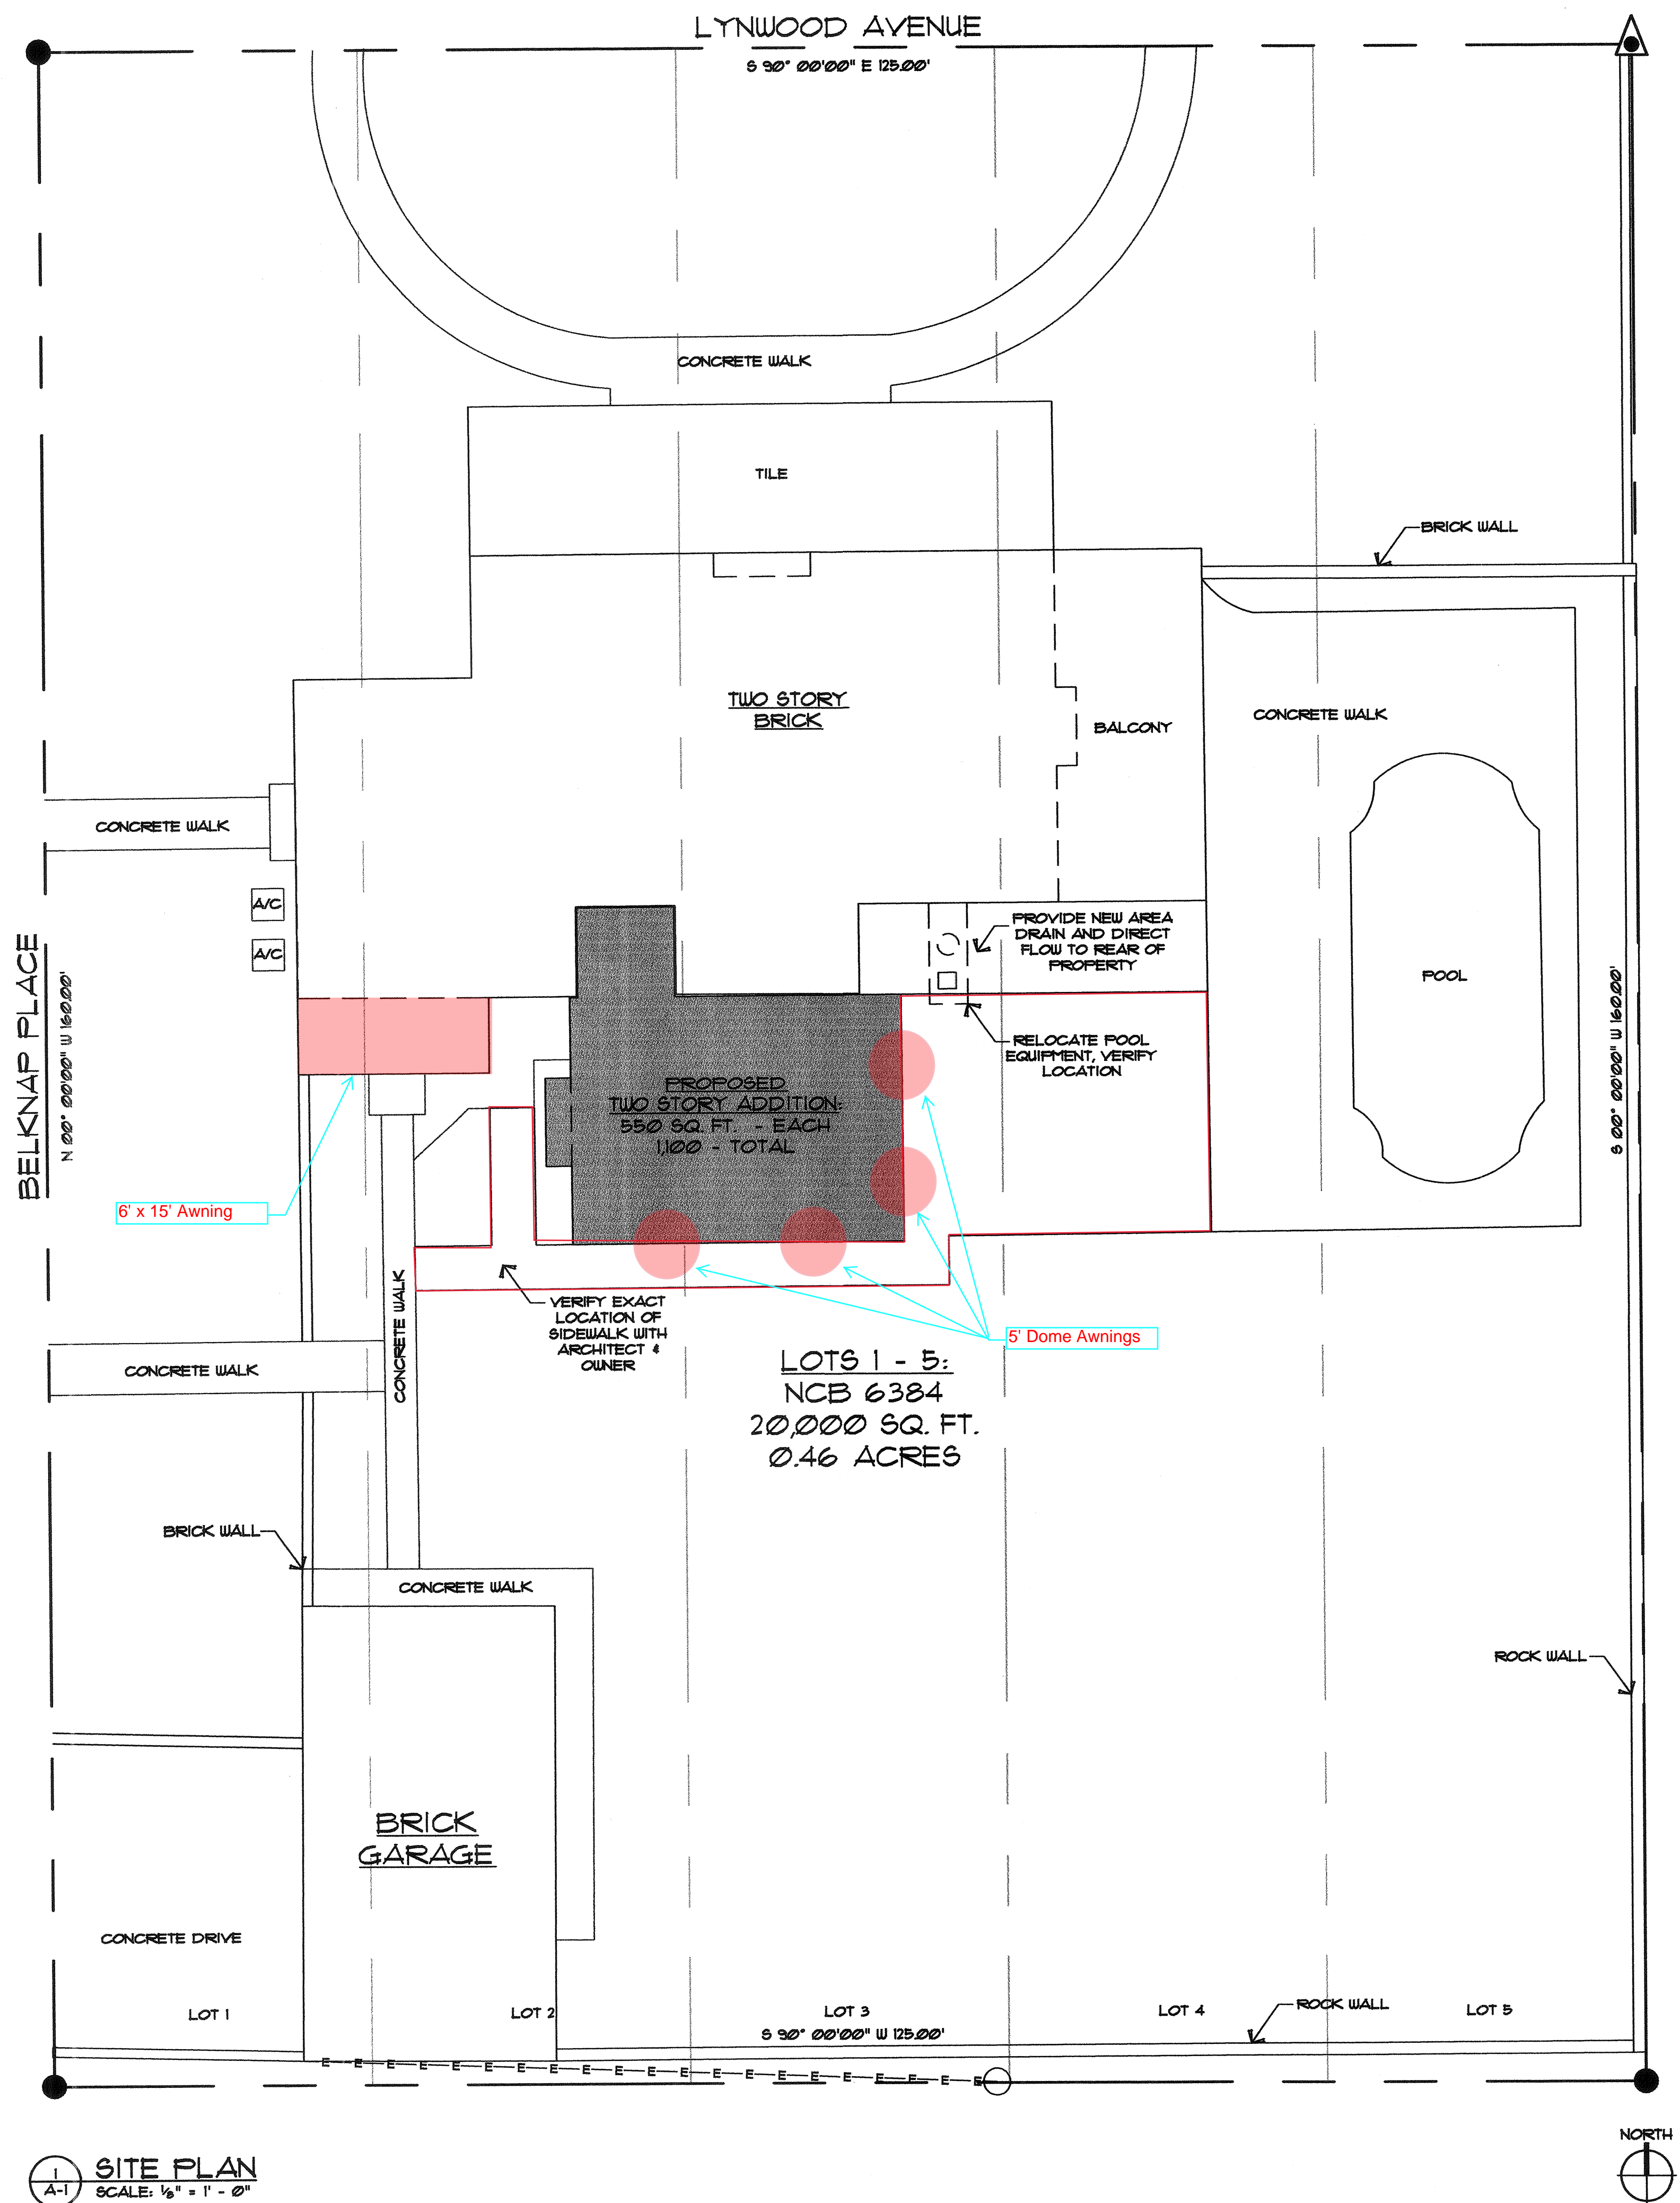 LYNWOOD AVENUE
S 90° 00'00" E 125.00'
CONCRETE WALK
TILE
BRICK WALL
TWO STORY
BRICK
BALCONY
CONCRETE WALK
CONCRETE WALK
A/C
A/C
PROVIDE NEW AREA
DRAIN AND DIRECT
FLOW TO REAR OF
PROPERTY
POOL
BELKNAP PLACE
N 00° 00'00" W 160.00'
S 00° 00'00" W 160.00'
RELOCATE POOL
EQUIPMENT, VERIFY
LOCATION
PROPOSED
TWO STORY ADDITION:
550 SQ. FT. - EACH
1,100 - TOTAL
6' x 15' Awning
VERIFY EXACT
LOCATION OF
SIDEWALK WITH
ARCHITECT &
OWNER
5' Dome Awnings
CONCRETE WALK
CONCRETE WALK
LOTS 1 - 5:
NCB 6384
20,000 SQ. FT.
0.46 ACRES
BRICK WALL
CONCRETE WALK
ROCK WALL
BRICK
GARAGE
CONCRETE DRIVE
LOT 1
LOT 2
LOT 3
LOT 4
ROCK WALL
LOT 5
S 90° 00'00" W 125.00'
E E E E E E E E E E E E E E E E E E E E E
NORTH
1
A-1
SITE PLAN
SCALE: 1/8" = 1' - 0"